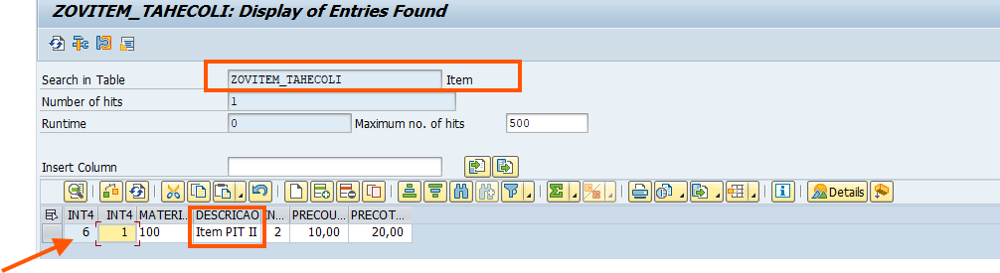 ZOVITEM_TAHECOLI: Display of Entries Found
Search in Table ZOVITEM_TAHECOLI Item
Number of hits 1
Runtime 0 Maximum no. of hits 500
Insert Column
Details
INT4 INT4 MATERI... DESCRICAO IN... PRECOU... PRECOT...
6 1 100 Item PIT II 2 10,00 20,00